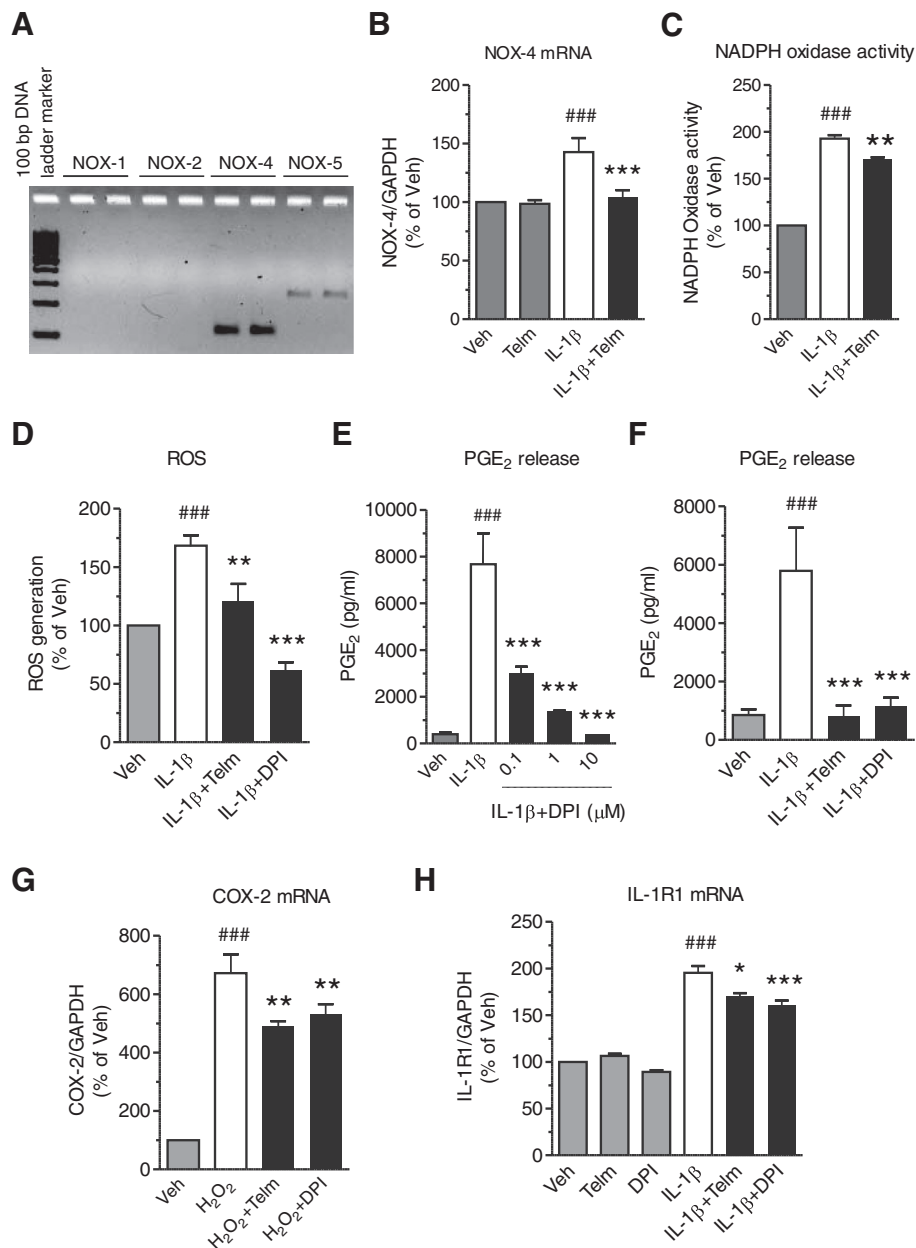 A
100 bp DNA
ladder marker
NOX-1 NOX-2 NOX-4 NOX-5
B
NOX-4 mRNA
NOX-4/GAPDH
(% of Veh)
200
150
100
50
0
###
***
Veh Telm IL-1β IL-1β+Telm
C
NADPH oxidase activity
NADPH Oxidase activity
(% of Veh)
250
200
150
100
50
0
###
**
Veh IL-1β IL-1β+Telm
D
ROS
ROS generation
(% of Veh)
200
150
100
50
0
###
**
***
Veh IL-1β IL-1β+Telm IL-1β+DPI
E
PGE₂ release
PGE₂ (pg/ml)
10000
8000
6000
4000
2000
0
###
***
***
***
Veh IL-1β 0.1 1 10
IL-1β+DPI (μM)
F
PGE₂ release
PGE₂ (pg/ml)
8000
6000
4000
2000
0
###
*** ***
Veh IL-1β IL-1β+Telm IL-1β+DPI
G
COX-2 mRNA
COX-2/GAPDH
(% of Veh)
800
600
400
200
0
###
** **
Veh H₂O₂ H₂O₂+Telm H₂O₂+DPI
H
IL-1R1 mRNA
IL-1R1/GAPDH
(% of Veh)
250
200
150
100
50
0
###
*
***
Veh Telm DPI IL-1β IL-1β+Telm IL-1β+DPI